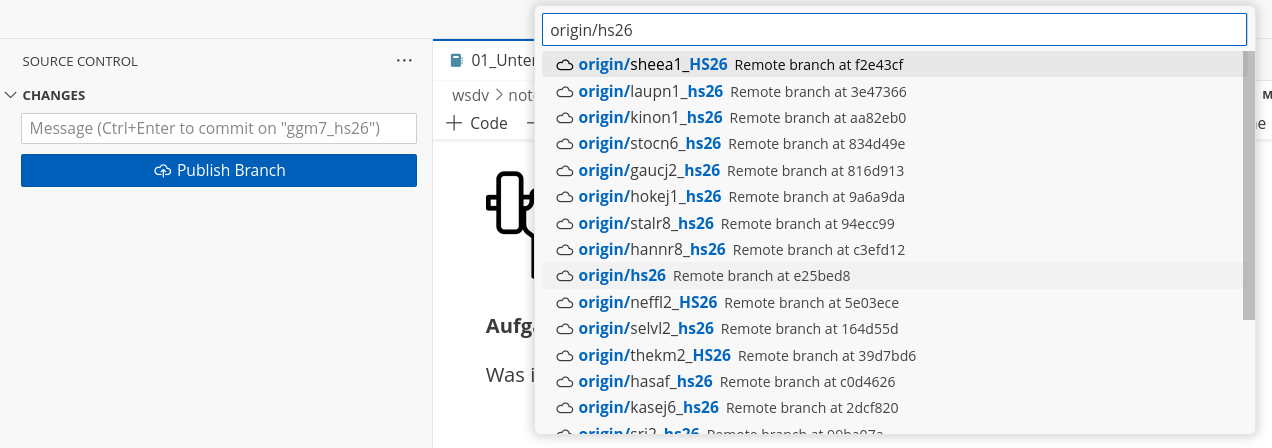 origin/hs26
SOURCE CONTROL
CHANGES
Message (Ctrl+Enter to commit on "ggm7_hs26")
Publish Branch
wsdv
Code
origin/sheea1_HS26 Remote branch at f2e43cf
origin/laupn1_hs26 Remote branch at 3e47366
origin/kinon1_hs26 Remote branch at aa82eb0
origin/stocn6_hs26 Remote branch at 834d49e
origin/gaucj2_hs26 Remote branch at 816d913
origin/hokej1_hs26 Remote branch at 9a6a9da
origin/stalr8_hs26 Remote branch at 94ecc99
origin/hannr8_hs26 Remote branch at c3efd12
origin/hs26 Remote branch at e25bed8
origin/neffl2_HS26 Remote branch at 5e03ece
origin/selvl2_hs26 Remote branch at 164d55d
origin/thekm2_HS26 Remote branch at 39d7bd6
origin/hasaf_hs26 Remote branch at c0d4626
origin/kasej6_hs26 Remote branch at 2dcf820
Was